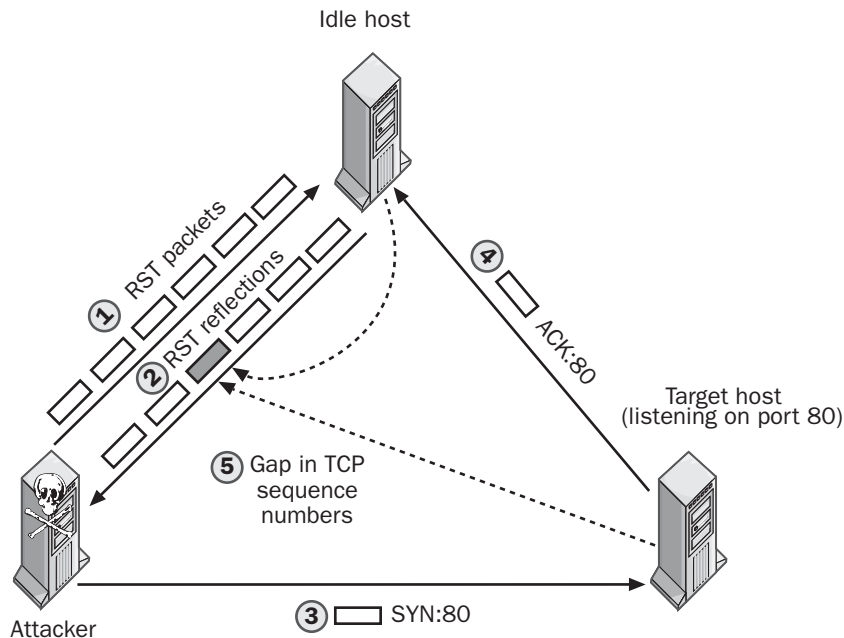 Idle host
1 RST packets
2 RST reflections
4 ACK:80
Target host
(listening on port 80)
5 Gap in TCP
sequence
numbers
3 SYN:80
Attacker